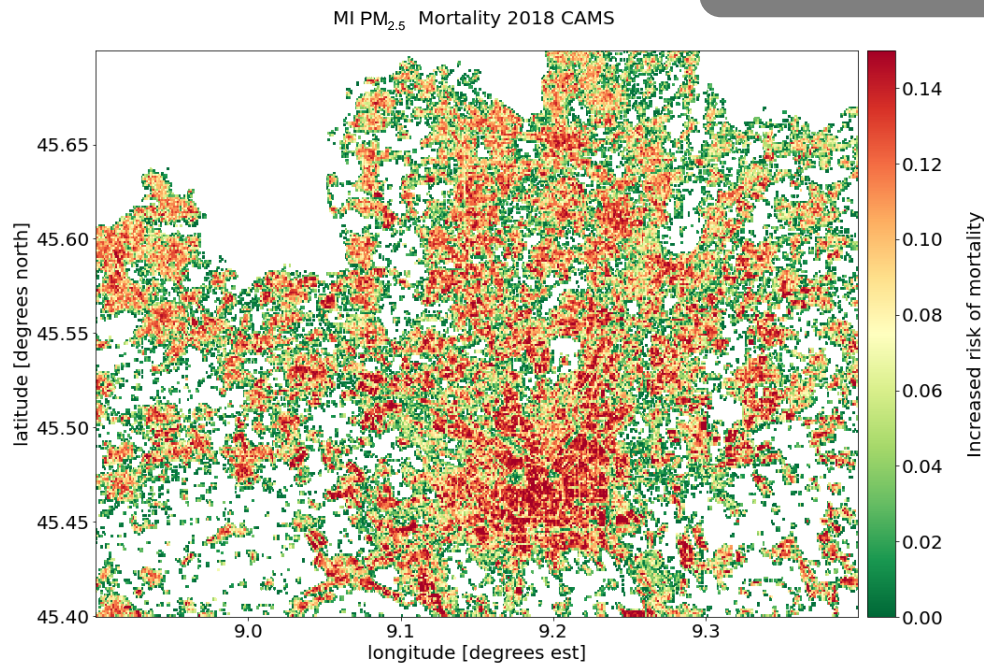 MI PM2.5 Mortality 2018 CAMS
45.65
45.60
45.55
45.50
45.45
45.40
latitude [degrees north]
9.0 9.1 9.2 9.3
longitude [degrees est]
0.14
0.12
0.10
0.08
0.06
0.04
0.02
0.00
Increased risk of mortality